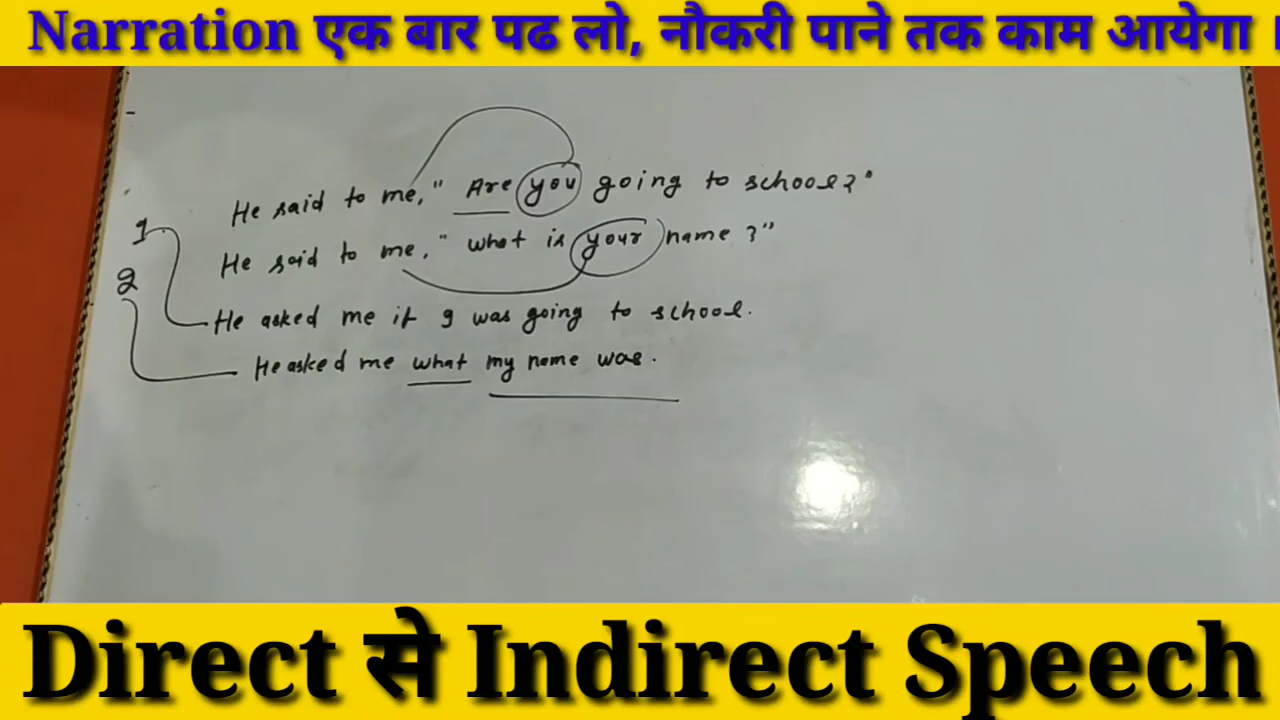 Narration एक बार पढ लो, नौकरी पाने तक काम आयेगा ।
He said to me, " Are you going to school ? "
1
He said to me, " What is your name ? "
2
He asked me if I was going to school.
He asked me what my name was.
Direct से Indirect Speech